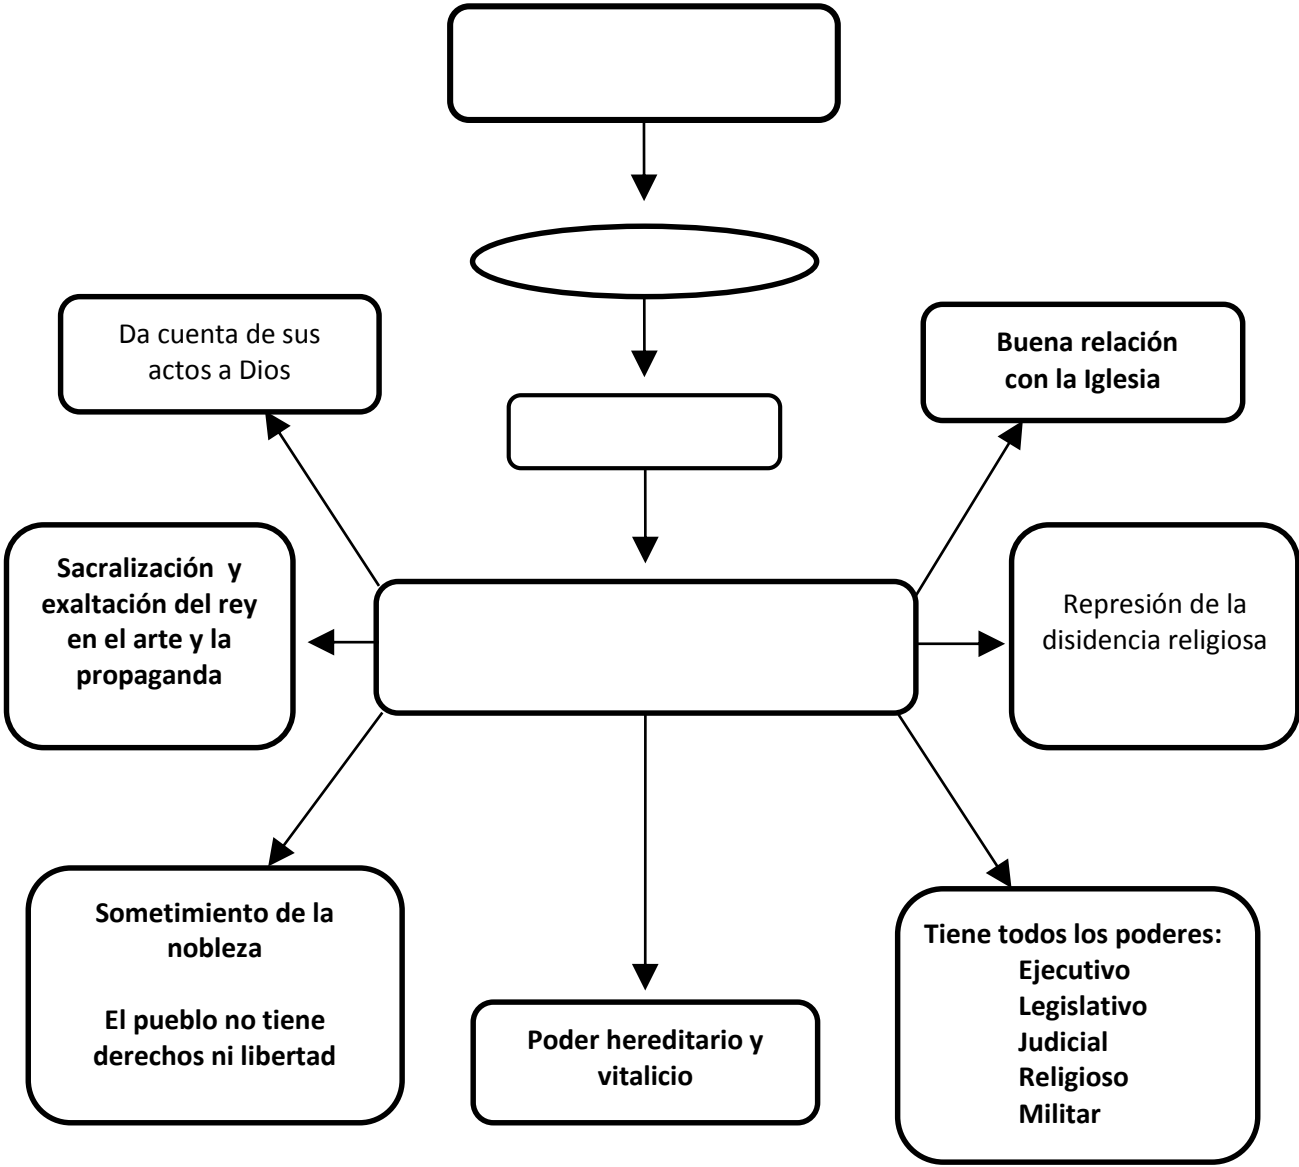 Da cuenta de sus
actos a Dios
Buena relación
con la Iglesia
Sacralización y
exaltación del rey
en el arte y la
propaganda
Represión de la
disidencia religiosa
Sometimiento de la
nobleza
El pueblo no tiene
derechos ni libertad
Poder hereditario y
vitalicio
Tiene todos los poderes:
Ejecutivo
Legislativo
Judicial
Religioso
Militar